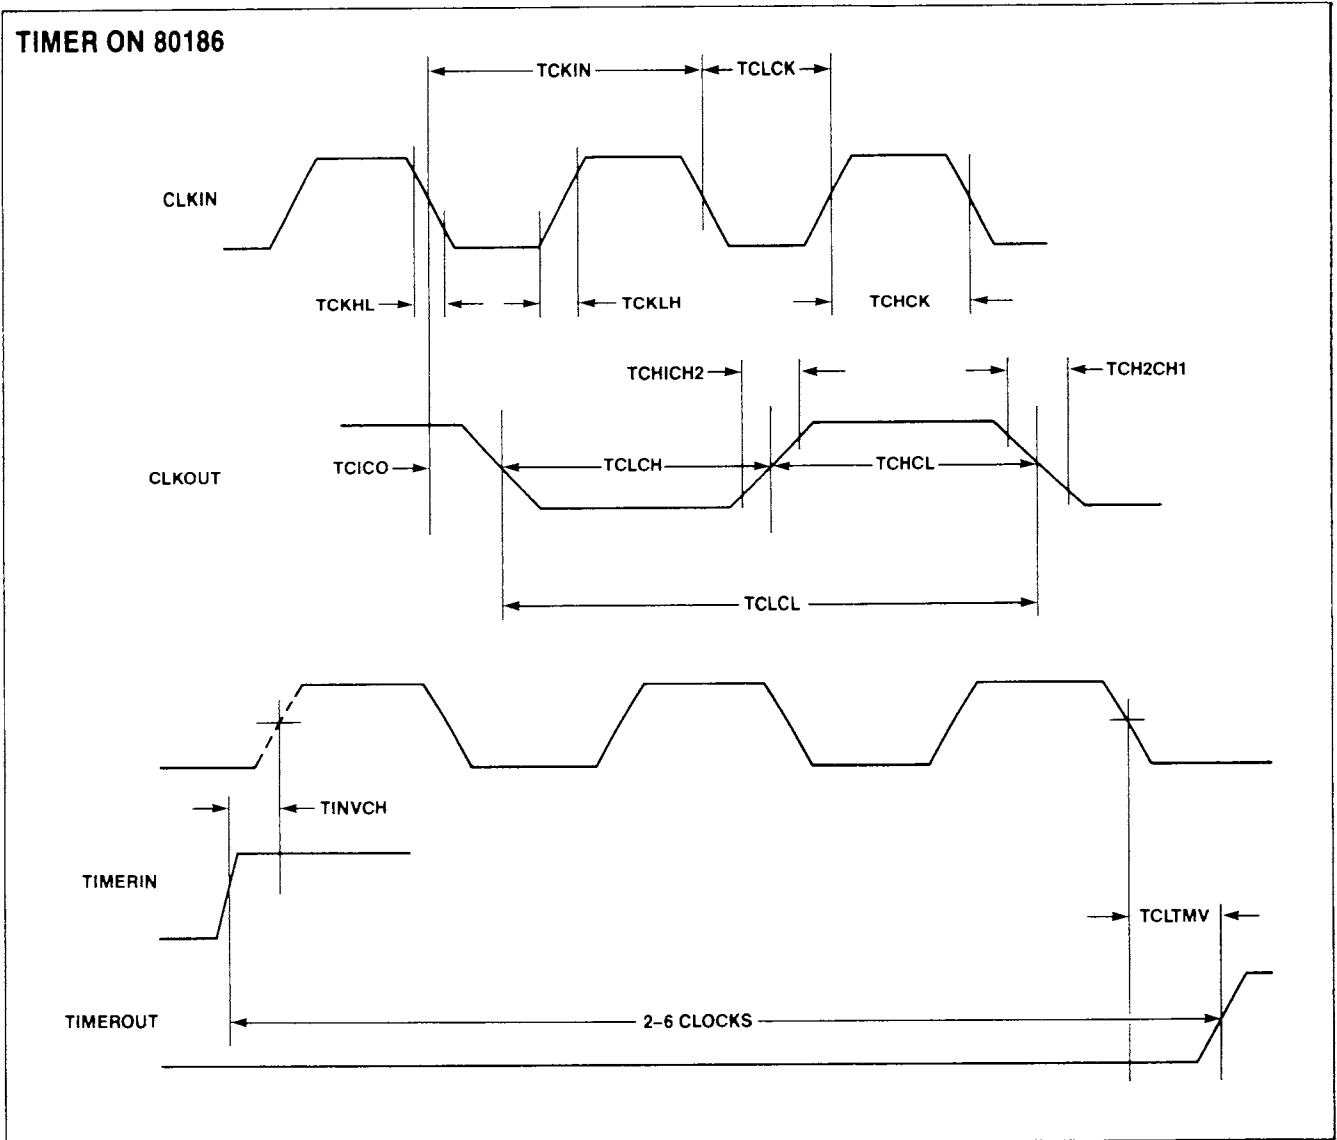 TIMER ON 80186
TCKIN
TCLCK
CLKIN
TCKHL
TCKLH
TCHCK
TCHICH2
TCH2CH1
TCICO
TCLCH
TCHCL
CLKOUT
TCLCL
TINVCH
TIMERIN
TCLTMV
TIMEROUT
2–6 CLOCKS